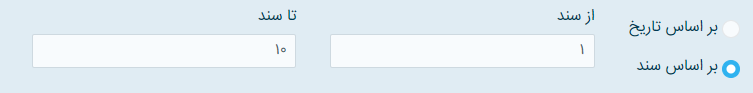 بر اساس تاریخ
بر اساس سند
از سند
۱
تا سند
۱۰